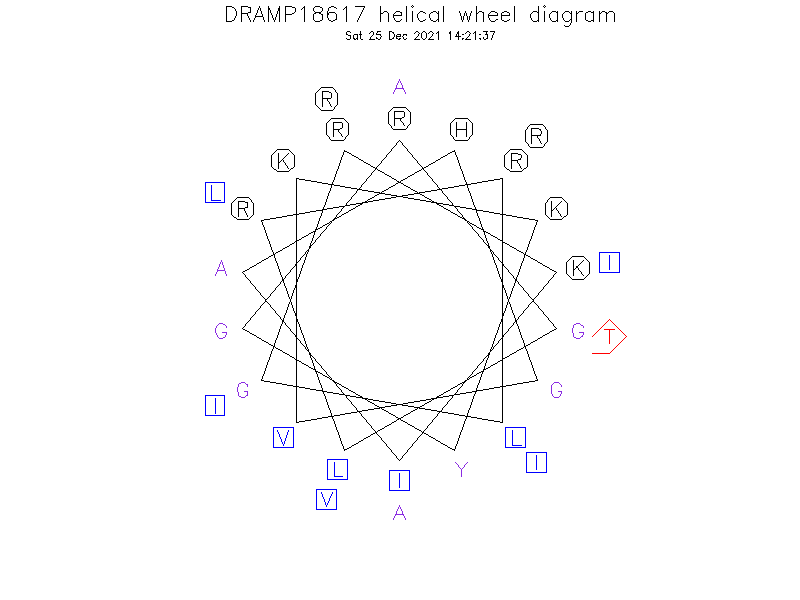 DRAMP18617 helical wheel diagram
Sat 25 Dec 2021 14:21:37
A
R
R R H R
K R
L R K
A K I
G G T
G G
I
V L
L I Y I
V A